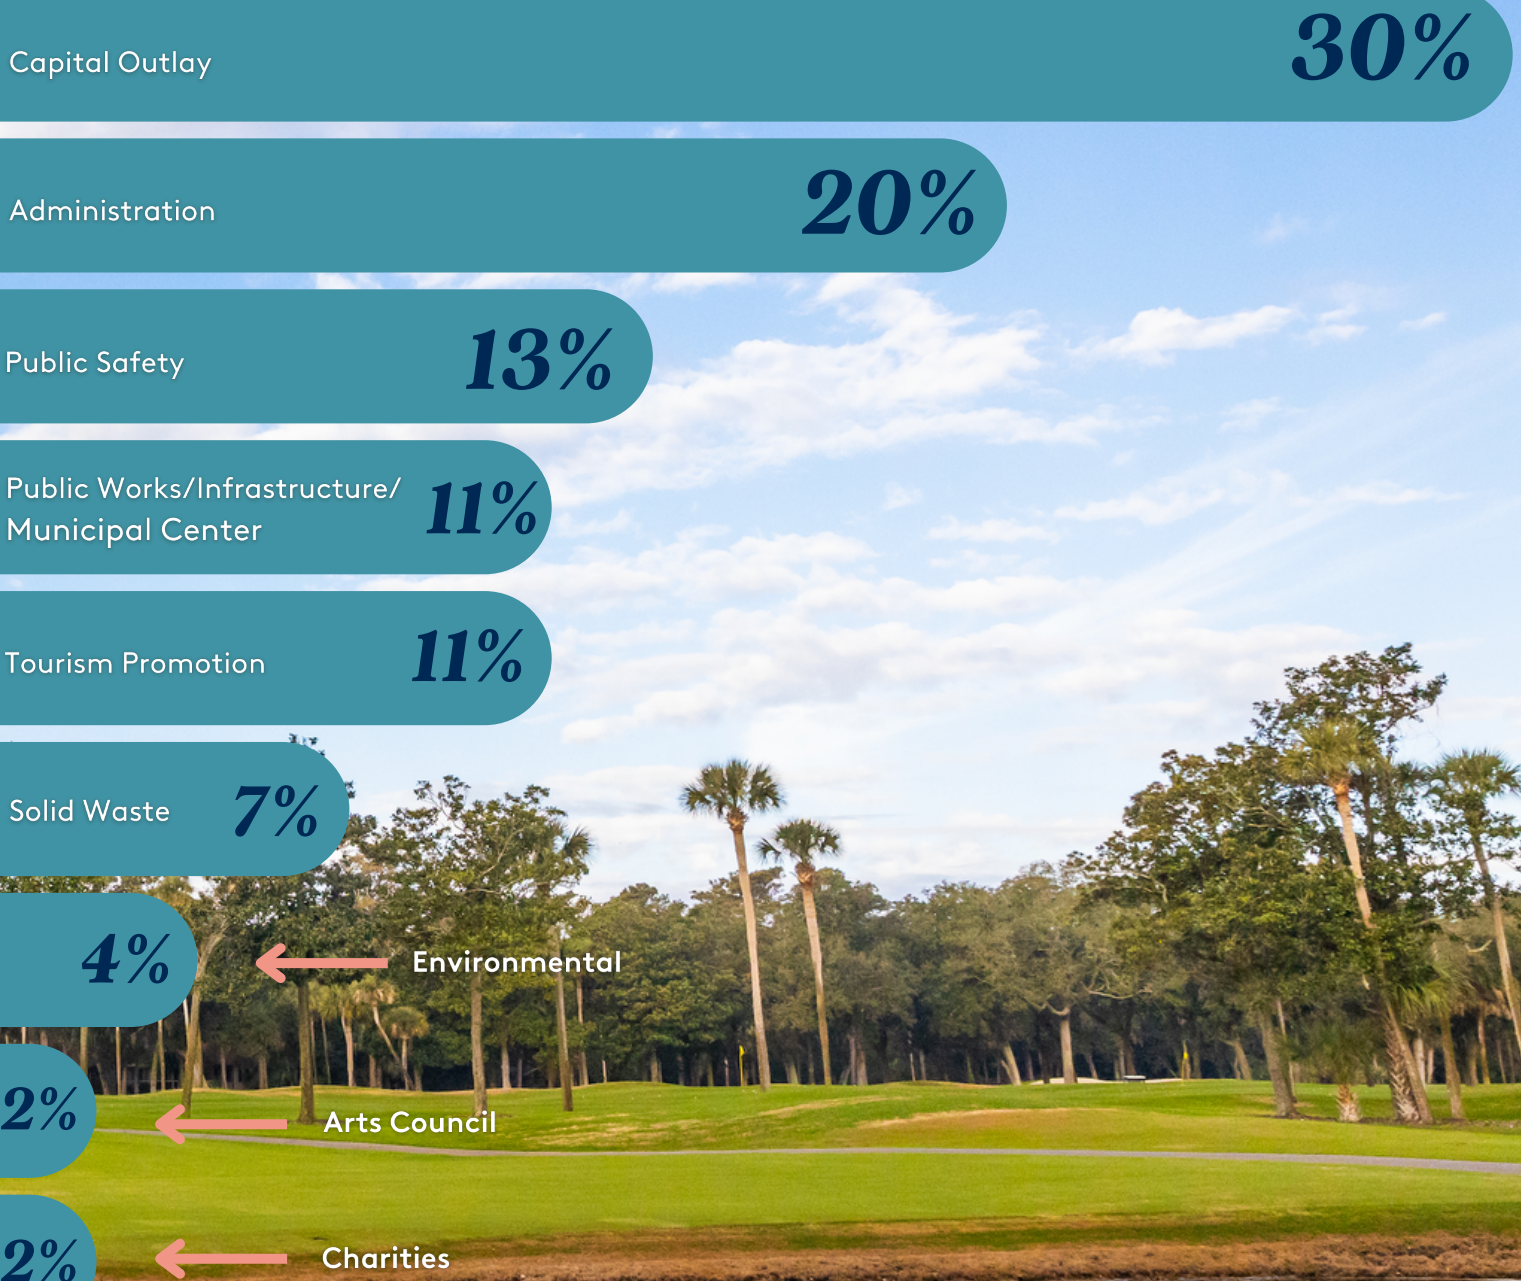 Capital Outlay 30%
Administration 20%
Public Safety 13%
Public Works/Infrastructure/
Municipal Center 11%
Tourism Promotion 11%
Solid Waste 7%
4% Environmental
2% Arts Council
2% Charities